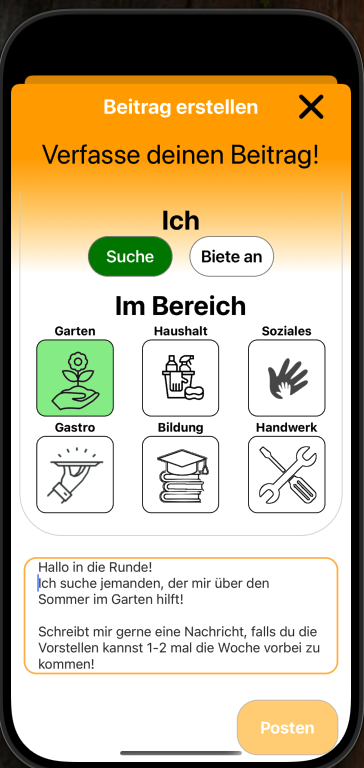 Beitrag erstellen
Verfasse deinen Beitrag!
Ich
Suche
Biete an
Im Bereich
Garten
Haushalt
Soziales
Gastro
Bildung
Handwerk
Hallo in die Runde!
Ich suche jemanden, der mir über den
Sommer im Garten hilft!
Schreibt mir gerne eine Nachricht, falls du die
Vorstellen kannst 1-2 mal die Woche vorbei zu
kommen!
Posten